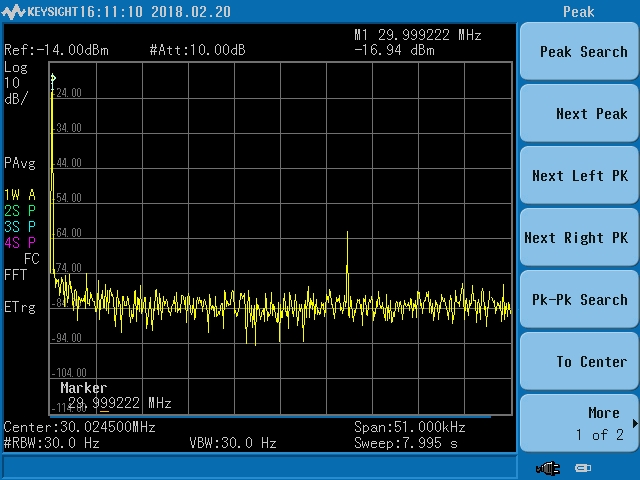 KEYSIGHT 16:11:10 2018.02.20
Peak
M1 29.999222 MHz
Ref:-14.00dBm #Att:10.00dB -16.94 dBm
Log
10
dB/
-24.00
-34.00
-44.00
-54.00
-64.00
-74.00
-84.00
-94.00
-104.00
PAvg
1W A
2S P
3S P
4S P
FC
FFT
ETrg
Marker
29.999222 MHz
Center:30.024500MHz Span:51.000kHz
#RBW:30.0 Hz VBW:30.0 Hz Sweep:7.995 s
Peak Search
Next Peak
Next Left PK
Next Right PK
Pk-Pk Search
To Center
More
1 of 2